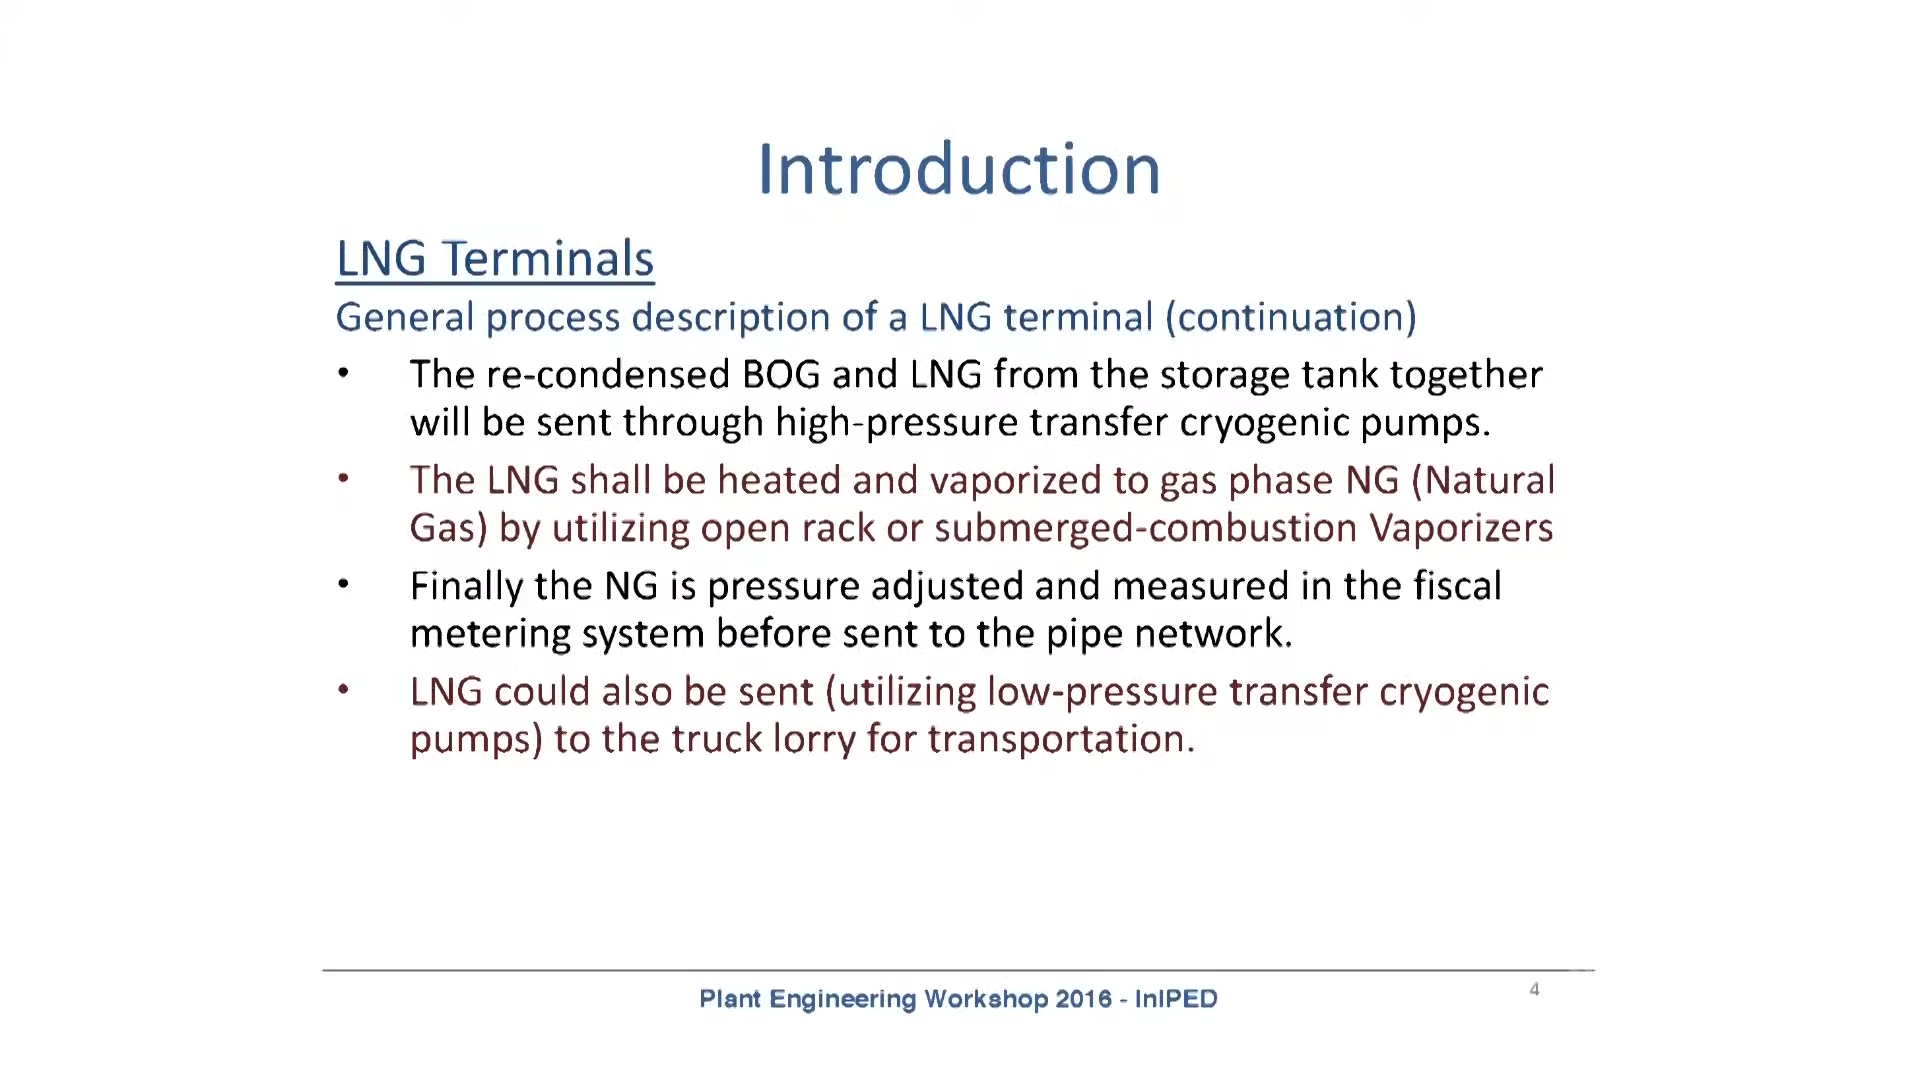 Introduction
LNG Terminals
General process description of a LNG terminal (continuation)
• The re-condensed BOG and LNG from the storage tank together
will be sent through high-pressure transfer cryogenic pumps.
• The LNG shall be heated and vaporized to gas phase NG (Natural
Gas) by utilizing open rack or submerged-combustion Vaporizers
• Finally the NG is pressure adjusted and measured in the fiscal
metering system before sent to the pipe network.
• LNG could also be sent (utilizing low-pressure transfer cryogenic
pumps) to the truck lorry for transportation.
Plant Engineering Workshop 2016 - InIPED
4